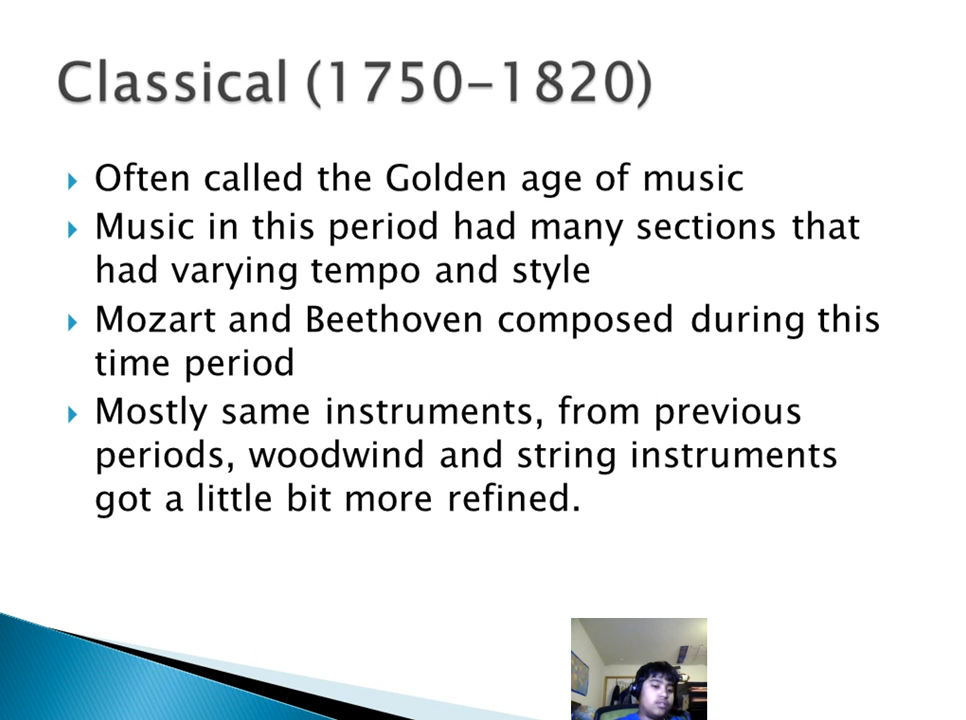 Classical (1750-1820)
Often called the Golden age of music
Music in this period had many sections that
had varying tempo and style
Mozart and Beethoven composed during this
time period
Mostly same instruments, from previous
periods, woodwind and string instruments
got a little bit more refined.